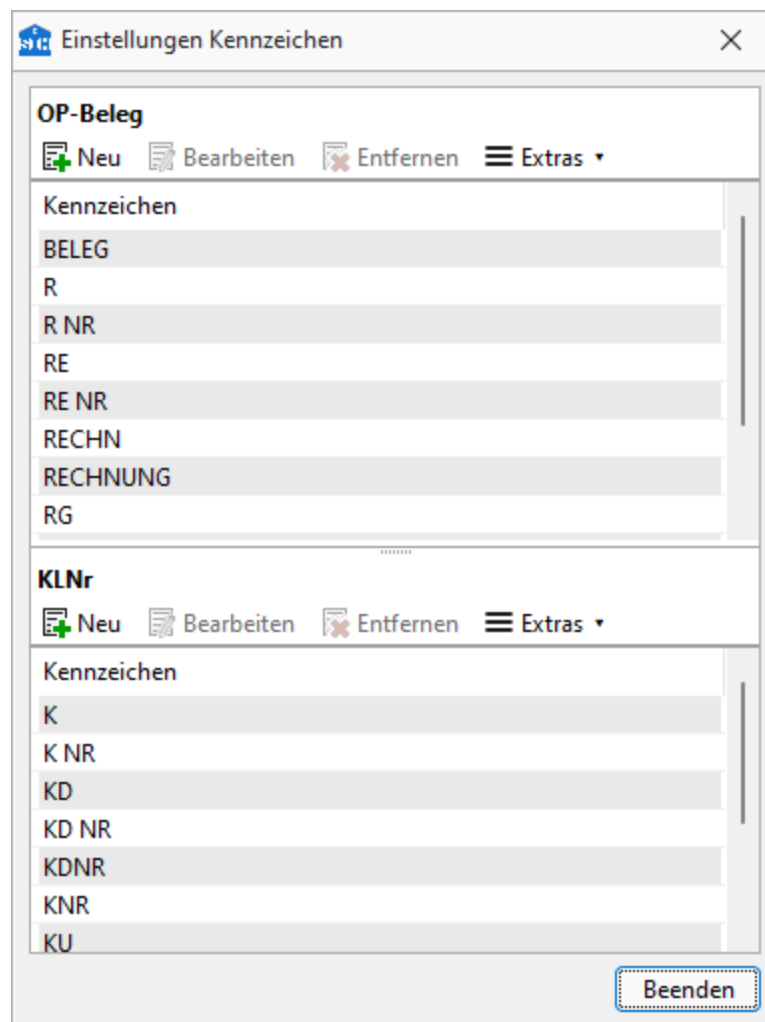 Einstellungen Kennzeichen
OP-Beleg
Neu Bearbeiten Entfernen Extras
Kennzeichen
BELEG
R
R NR
RE
RE NR
RECHN
RECHNUNG
RG
KLNr
Neu Bearbeiten Entfernen Extras
Kennzeichen
K
K NR
KD
KD NR
KDNR
KNR
KU
Beenden